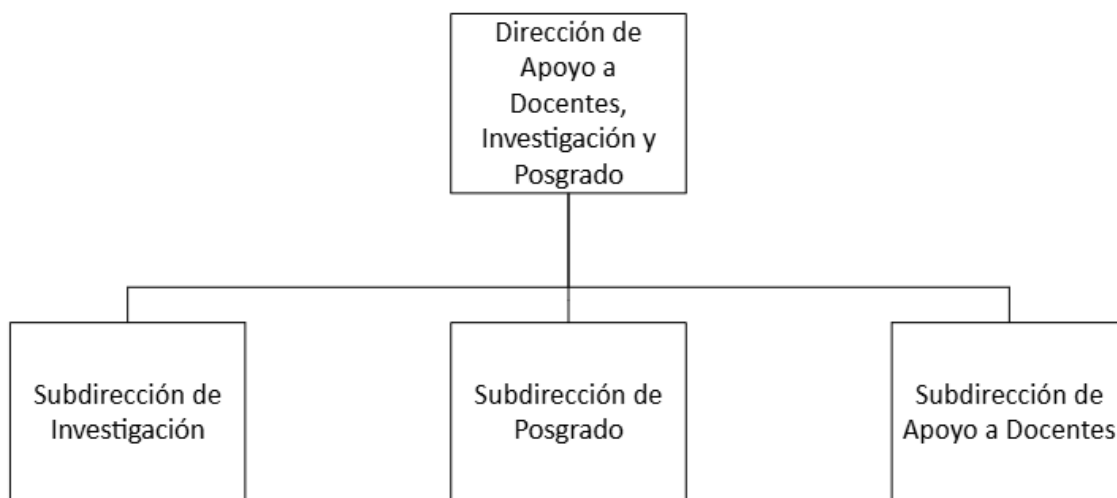 Dirección de
Apoyo a
Docentes,
Investigación y
Posgrado
Subdirección de
Investigación
Subdirección de
Posgrado
Subdirección de
Apoyo a Docentes